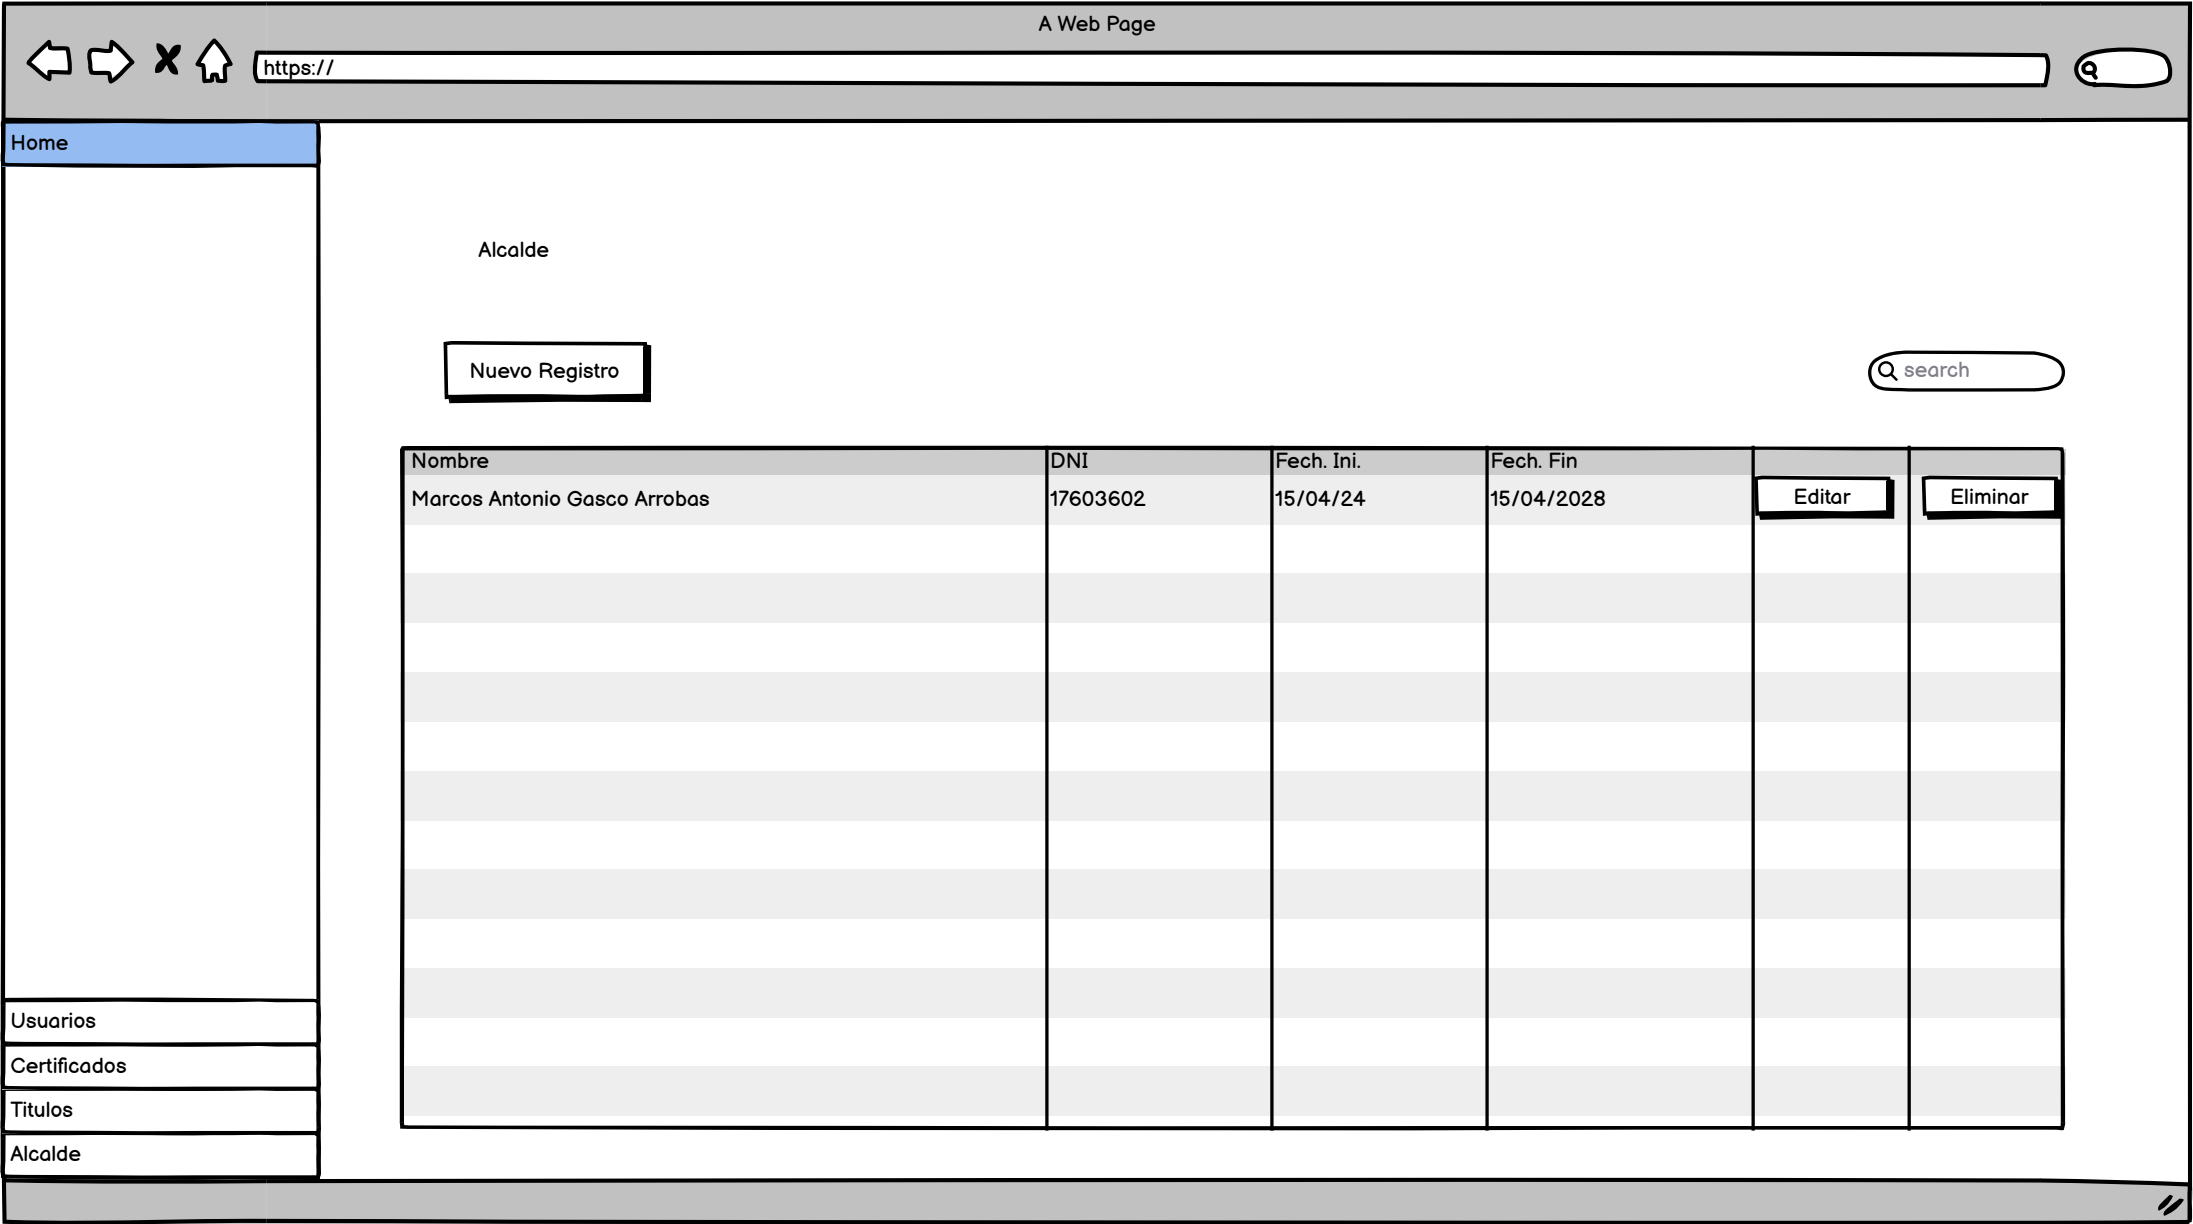 A Web Page
https://
Home
Alcalde
Nuevo Registro
search
Nombre DNI Fech. Ini. Fech. Fin
Marcos Antonio Gasco Arrobas 17603602 15/04/24 15/04/2028 Editar Eliminar
Usuarios
Certificados
Titulos
Alcalde